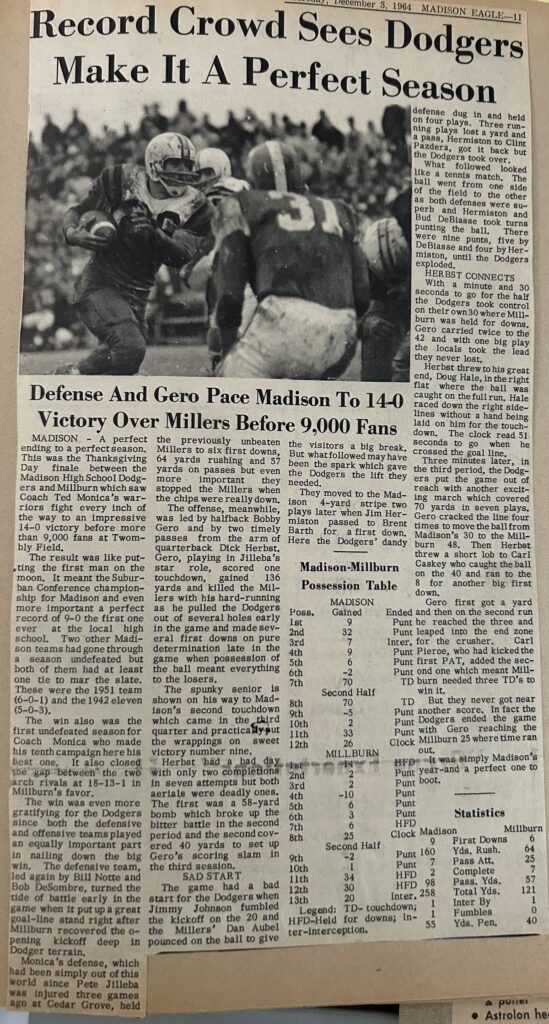 December 3, 1964 MADISON EAGLE—11
Record Crowd Sees Dodgers
Make It A Perfect Season
31
Defense And Gero Pace Madison To 14-0
Victory Over Millers Before 9,000 Fans
MADISON - A perfect
ending to a perfect season.
This was the Thanksgiving
Day finale between the
Madison High School Dodg-
ers and Millburn which saw
Coach Ted Monica's war-
riors fight every inch of
the way to an impressive
14-0 victory before more
than 9,000 fans at Twom-
bly Field.
The result was like put-
ting the first man on the
moon. It meant the Subur-
ban Conference champion-
ship for Madison and even
more important a perfect
record of 9-0 the first one
ever at the local high
school. Two other Madi-
son teams had gone through
a season undefeated but
both of them had at least
one tie to mar the slate.
These were the 1951 team
(6-0-1) and the 1942 eleven
(5-0-3).
The win also was the
first undefeated season for
Coach Monica who made
his tenth campaign here his
best one. It also closed
the gap between the two
arch rivals at 18-13-1 in
Millburn's favor.
The win was even more
gratifying for the Dodgers
since both the defensive
and offensive teams played
an equally important part
in nailing down the big
win. The defensive team,
led again by Bill Notte and
Bob DeSombre, turned the
tide of battle early in the
game when it put up a great
goal-line stand right after
Millburn recovered the o-
pening kickoff deep in
Dodger terrain.
Monica's defense, which
had been simply out of this
world since Pete Jilleba
was injured three games
ago at Cedar Grove, held
the previously unbeaten
Millers to six first downs,
64 yards rushing and 57
yards on passes but even
more important they
stopped the Millers when
the chips were really down.
The offense, meanwhile,
was led by halfback Bobby
Gero and by two timely
passes from the arm of
quarterback Dick Herbst.
Gero, playing in Jilleba's
star role, scored one
touchdown, gained 136
yards and killed the Mil-
lers with his hard-running
as he pulled the Dodgers
out of several holes early
in the game and made sev-
eral first downs on pure
determination late in the
game when possession of
the ball meant everything
to the losers.
The spunky senior is
shown on his way to Mad-
ison's second touchdown
which came in the third
quarter and practically put
the wrappings on sweet
victory number nine.
Herbst had a bad day
with only two completions
in seven attempts but both
aerials were deadly ones.
The first was a 58-yard
bomb which broke up the
bitter battle in the second
period and the second cov-
ered 40 yards to set up
Gero's scoring slam in the
third session.
SAD START
The game had a bad
start for the Dodgers when
Jimmy Johnson fumbled
the kickoff on the 20 and
the Millers' Dan Aubel
pounced on the ball to give
the visitors a big break.
But what followed may have
been the spark which gave
the Dodgers the lift they
needed.
They moved to the Mad-
ison 4-yard stripe two
plays later when Jim Her-
miston passed to Brent
Barth for a first down.
Here the Dodgers' dandy
defense dug in and held
on four plays. Three run-
ning plays lost a yard and
a pass, Hermiston to Clint
Pazdera, got it back but
the Dodgers took over.
What followed looked
like a tennis match. The
ball went from one side
of the field to the other
as both defenses were su-
perb and Hermiston and
Bud DeBiasse took turns
punting the ball. There
were nine punts, five by
DeBiasse and four by Her-
miston, until the Dodgers
exploded.
HERBST CONNECTS
With a minute and 30
seconds to go for the half
the Dodgers took control
on their own 30 where Mill-
burn was held for downs.
Gero carried twice to the
42 and with one big play
the locals took the lead
they never lost.
Herbst threw to his great
end, Doug Hale, in the right
flat where the ball was
caught on the full run. Hale
raced down the right side-
lines without a hand being
laid on him for the touch-
down. The clock read 51
seconds to go when he
crossed the goal line.
Three minutes later, in
the third period, the Dodg-
ers put the game out of
reach with another excit-
ing march which covered
70 yards in seven plays.
Gero cracked the line four
times to move the ball from
Madison's 30 to the Mill-
burn 48. Then Herbst
threw a short lob to Carl
Caskey who caught the ball
on the 40 and ran to the
8 for another big first
down.
Gero first got a yard
and then on the second run
he reached the three and
leaped into the end zone
for the crusher. Carl
Pieroe, who had kicked the
first PAT, added the sec-
ond one which meant Mill-
burn needed three TD's to
win it.
But they never got near
another score. In fact the
Dodgers ended the game
with Gero reaching the
Millburn 25 where time ran
out.
It was simply Madison's
year-and a perfect one to
boot.
Madison-Millburn
Possession Table
MADISON
Poss. Gained Ended
1st 9 Punt
2nd 32 Punt
3rd 7 Inter.
4th 9 Punt
5th 6 Punt
6th -2 Punt
7th 70 TD
Second Half
8th 70 TD
9th -5 Punt
10th 2 Punt
11th 33 Punt
12th 20 Clock
MILLBURN
1st HFD
2nd 2 Punt
3rd 2 Punt
4th -10 Punt
5th 6 Punt
6th 3 Punt
7th 6 HFD
8th 25 Clock
Second Half
9th -2 Punt
10th 1 Punt
11th 34 HFD
12th 30 HFD
13th 20 Inter.
Legend: TD- touchdown;
HFD-Held for downs; In-
ter-interception.
Statistics
Madison Millburn
9 First Downs 6
160 Yds. Rush. 64
7 Pass Att. 25
2 Complete 7
98 Pass. Yds. 57
258 Total Yds. 121
1 Inter By 1
1 Fumbles 0
55 Yds. Pen. 40
& puller
• Astrolon he